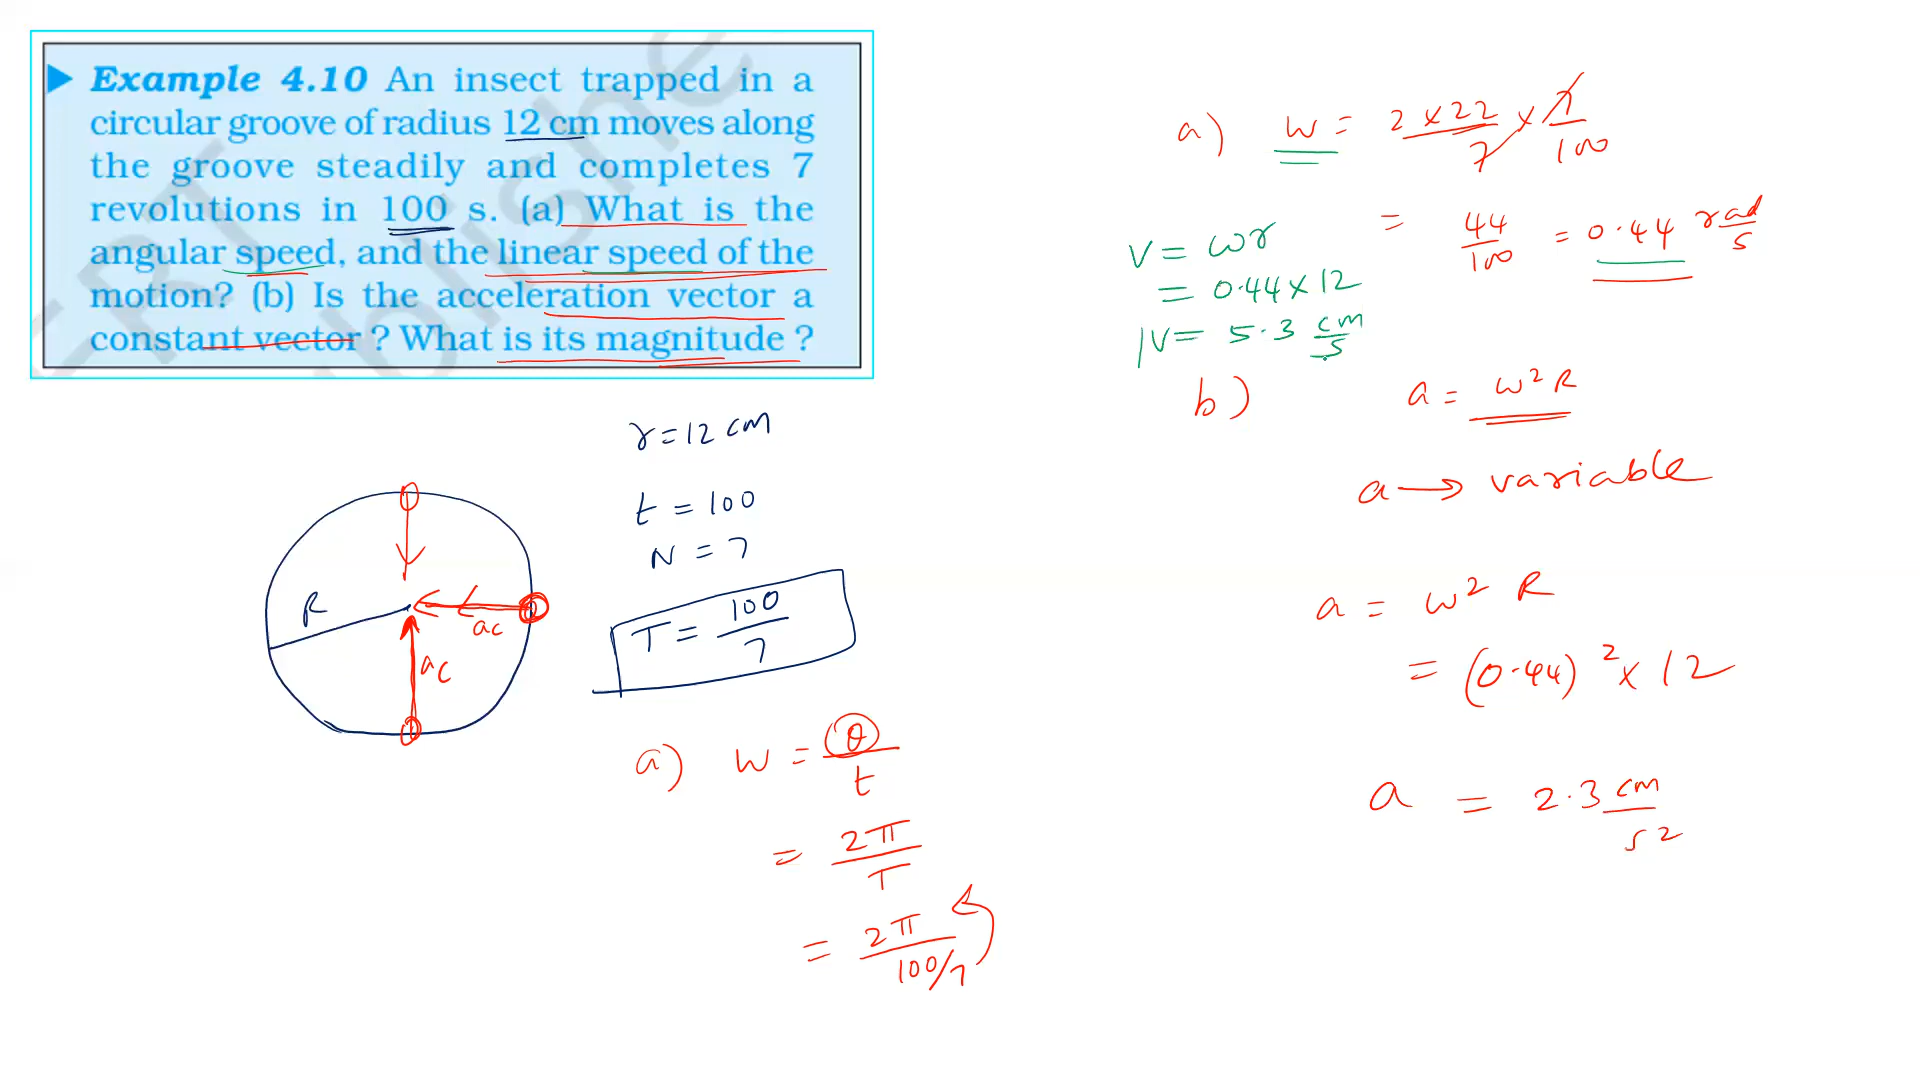 Example 4.10 An insect trapped in a
circular groove of radius 12 cm moves along
the groove steadily and completes 7
revolutions in 100 s. (a) What is the
angular speed, and the linear speed of the
motion? (b) Is the acceleration vector a
constant vector ? What is its magnitude ?
r = 12 cm
t = 100
N = 7
T = 100/7
R
ac
ac
a) w = θ/t
= 2π/T
= 2π/100/7
a) w = 2 x 22/7 x 7/100
= 44/100 = 0.44 rad/s
V = ωr
= 0.44 x 12
V = 5.3 cm/s
b) a = w² R
a → variable
a = w² R
= (0.44)² x 12
a = 2.3 cm/s²